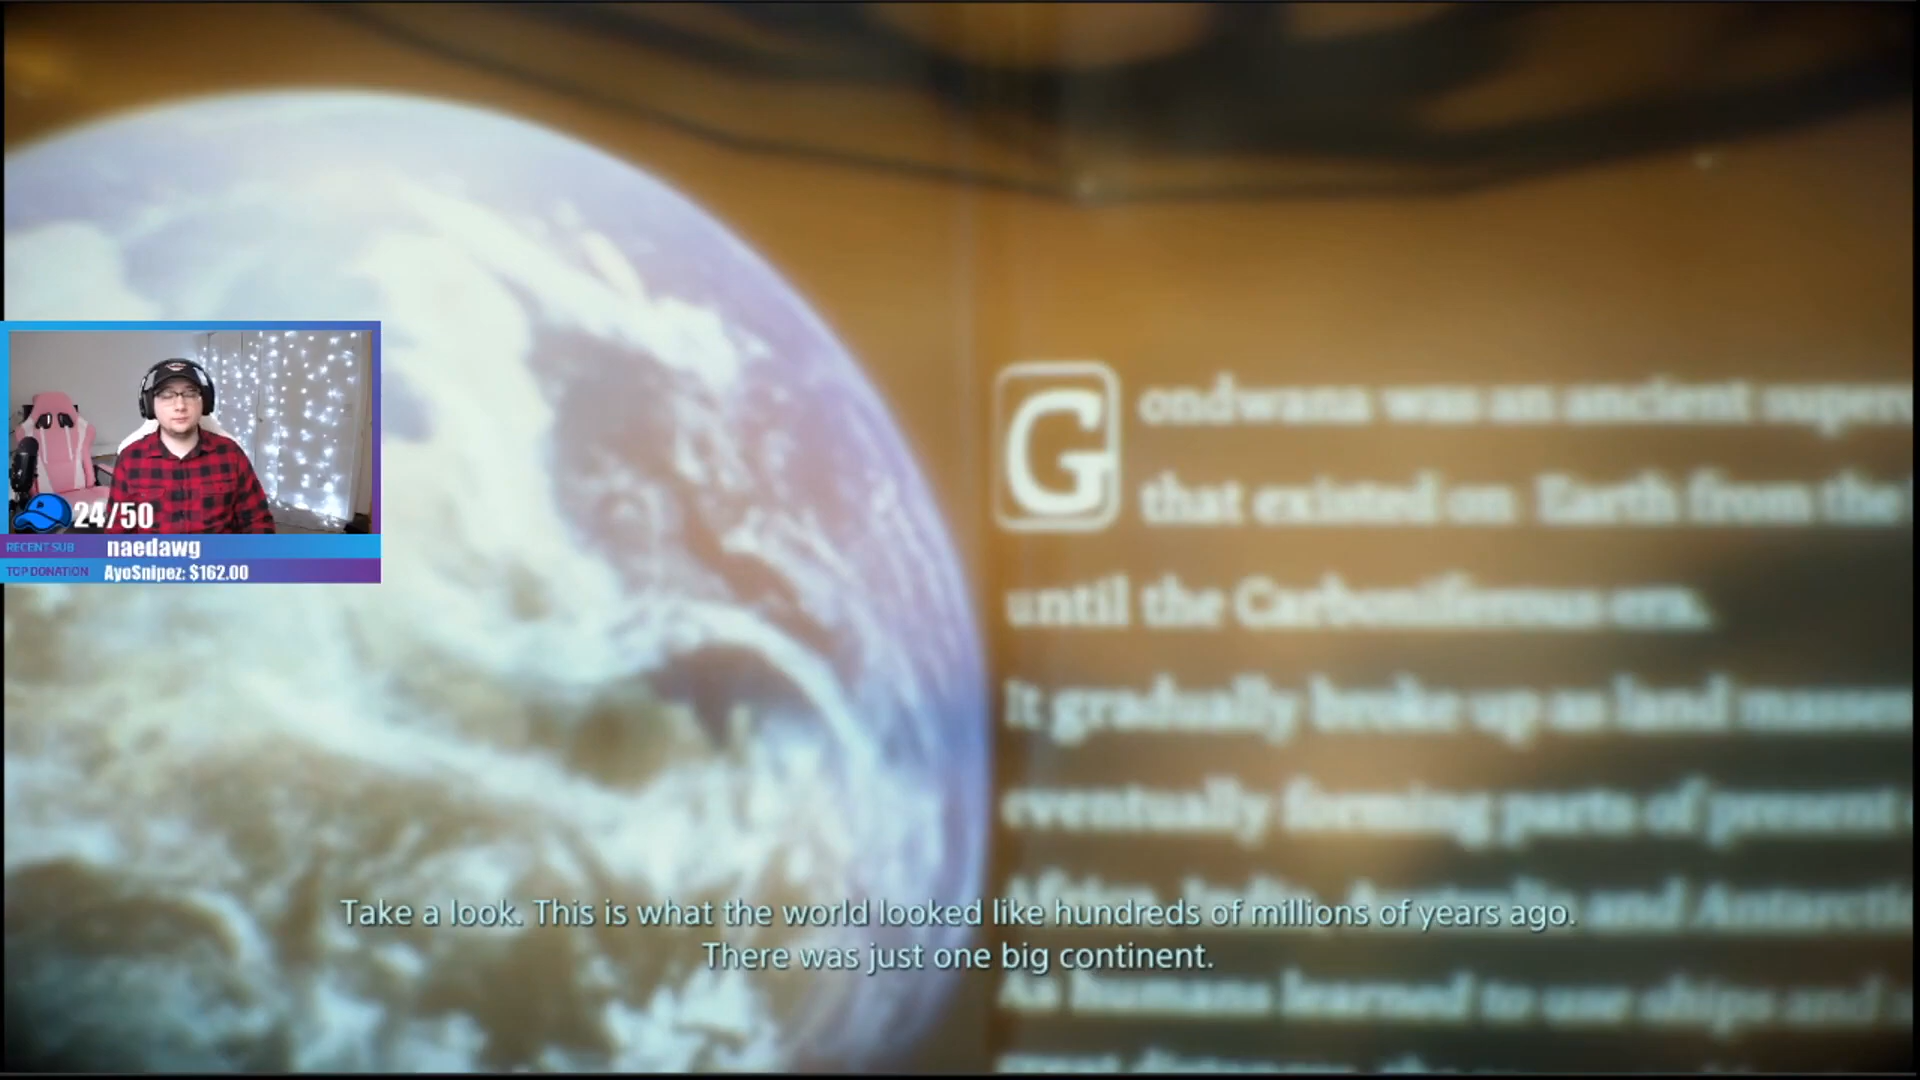 Gondwana was an ancient super
that existed on Earth from the
until the Carboniferous era.
It gradually broke up as land masses
eventually forming parts of present
Africa, India, Australia and Antarctic
As humans learned to use ships and
24/50
RECENT SUB naedawg
TOP DONATION AyoSnipez: $162.00
Take a look. This is what the world looked like hundreds of millions of years ago.
There was just one big continent.